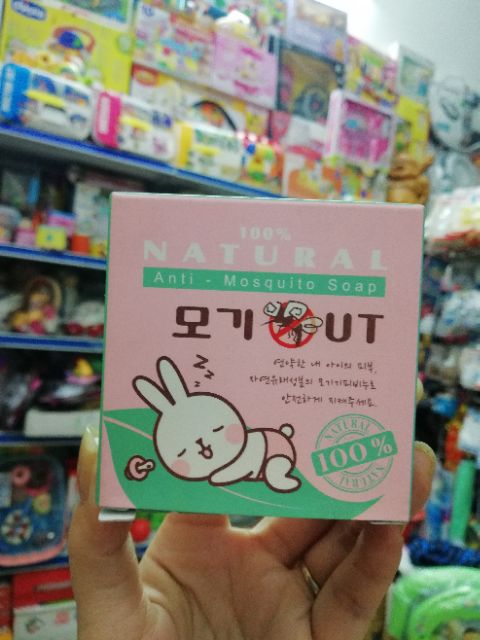 100%
NATURAL
Anti - Mosquito Soap
모기 OUT
연약한 내 아이의 피부,
자연유래성분의 모기기피비누로
안전하게 지켜주세요.
NATURAL
100%
NATURAL
chicco